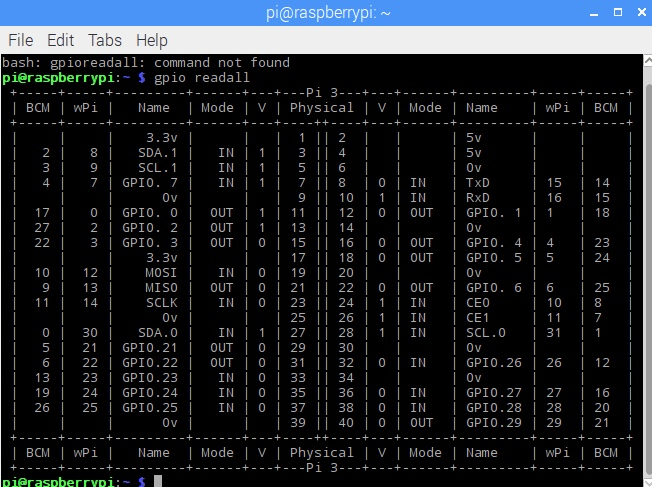 pi@raspberrypi: ~
File Edit Tabs Help
bash: gpioreadall: command not found
pi@raspberrypi:~ $ gpio readall
+-----+-----+---------+------+---+---Pi 3---+---+------+---------+-----+-----+
| BCM | wPi |   Name  | Mode | V | Physical | V | Mode | Name    | wPi | BCM |
+-----+-----+---------+------+---+----++----+---+------+---------+-----+-----+
|     |     |    3.3v |      |   |  1 || 2  |   |      | 5v      |     |     |
|   2 |   8 |   SDA.1 |   IN | 1 |  3 || 4  |   |      | 5v      |     |     |
|   3 |   9 |   SCL.1 |   IN | 1 |  5 || 6  |   |      | 0v      |     |     |
|   4 |   7 | GPIO. 7 |   IN | 1 |  7 || 8  | 0 | IN   | TxD     | 15  | 14  |
|     |     |      0v |      |   |  9 || 10 | 1 | IN   | RxD     | 16  | 15  |
|  17 |   0 | GPIO. 0 |  OUT | 1 | 11 || 12 | 0 | OUT  | GPIO. 1 | 1   | 18  |
|  27 |   2 | GPIO. 2 |  OUT | 1 | 13 || 14 |   |      | 0v      |     |     |
|  22 |   3 | GPIO. 3 |  OUT | 0 | 15 || 16 | 0 | OUT  | GPIO. 4 | 4   | 23  |
|     |     |    3.3v |      |   | 17 || 18 | 0 | OUT  | GPIO. 5 | 5   | 24  |
|  10 |  12 |    MOSI |   IN | 0 | 19 || 20 |   |      | 0v      |     |     |
|   9 |  13 |    MISO |  OUT | 0 | 21 || 22 | 0 | OUT  | GPIO. 6 | 6   | 25  |
|  11 |  14 |    SCLK |   IN | 0 | 23 || 24 | 1 | IN   | CE0     | 10  | 8   |
|     |     |      0v |      |   | 25 || 26 | 1 | IN   | CE1     | 11  | 7   |
|   0 |  30 |   SDA.0 |   IN | 1 | 27 || 28 | 1 | IN   | SCL.0   | 31  | 1   |
|   5 |  21 | GPIO.21 |  OUT | 0 | 29 || 30 |   |      | 0v      |     |     |
|   6 |  22 | GPIO.22 |  OUT | 0 | 31 || 32 | 0 | IN   | GPIO.26 | 26  | 12  |
|  13 |  23 | GPIO.23 |   IN | 0 | 33 || 34 |   |      | 0v      |     |     |
|  19 |  24 | GPIO.24 |   IN | 0 | 35 || 36 | 0 | IN   | GPIO.27 | 27  | 16  |
|  26 |  25 | GPIO.25 |   IN | 0 | 37 || 38 | 0 | IN   | GPIO.28 | 28  | 20  |
|     |     |      0v |      |   | 39 || 40 | 0 | OUT  | GPIO.29 | 29  | 21  |
+-----+-----+---------+------+---+----++----+---+------+---------+-----+-----+
| BCM | wPi |   Name  | Mode | V | Physical | V | Mode | Name    | wPi | BCM |
+-----+-----+---------+------+---+---Pi 3---+---+------+---------+-----+-----+
pi@raspberrypi:~ $